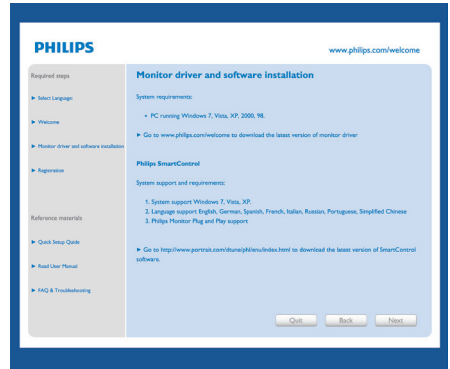 PHILIPS
www.philips.com/welcome
Required steps
► Select Language:
► Welcome
► Monitor driver and software installation
► Registration
Reference materials
► Quick Setup Guide
► Read User Manual
► FAQ & Troubleshooting
Monitor driver and software installation
System requirements:
• PC running Windows 7, Vista, XP, 2000, 98.
► Go to www.philips.com/welcome to download the latest version of monitor driver
Philips SmartControl
System support and requirements:
1. System support Windows 7, Vista, XP.
2. Language support English, German, Spanish, French, Italian, Russian, Portuguese, Simplified Chinese
3. Philips Monitor Plug and Play support
► Go to http://www.portrait.com/dtune/phl/enu/index.html to download the latest version of SmartControl
software.
Quit
Back
Next